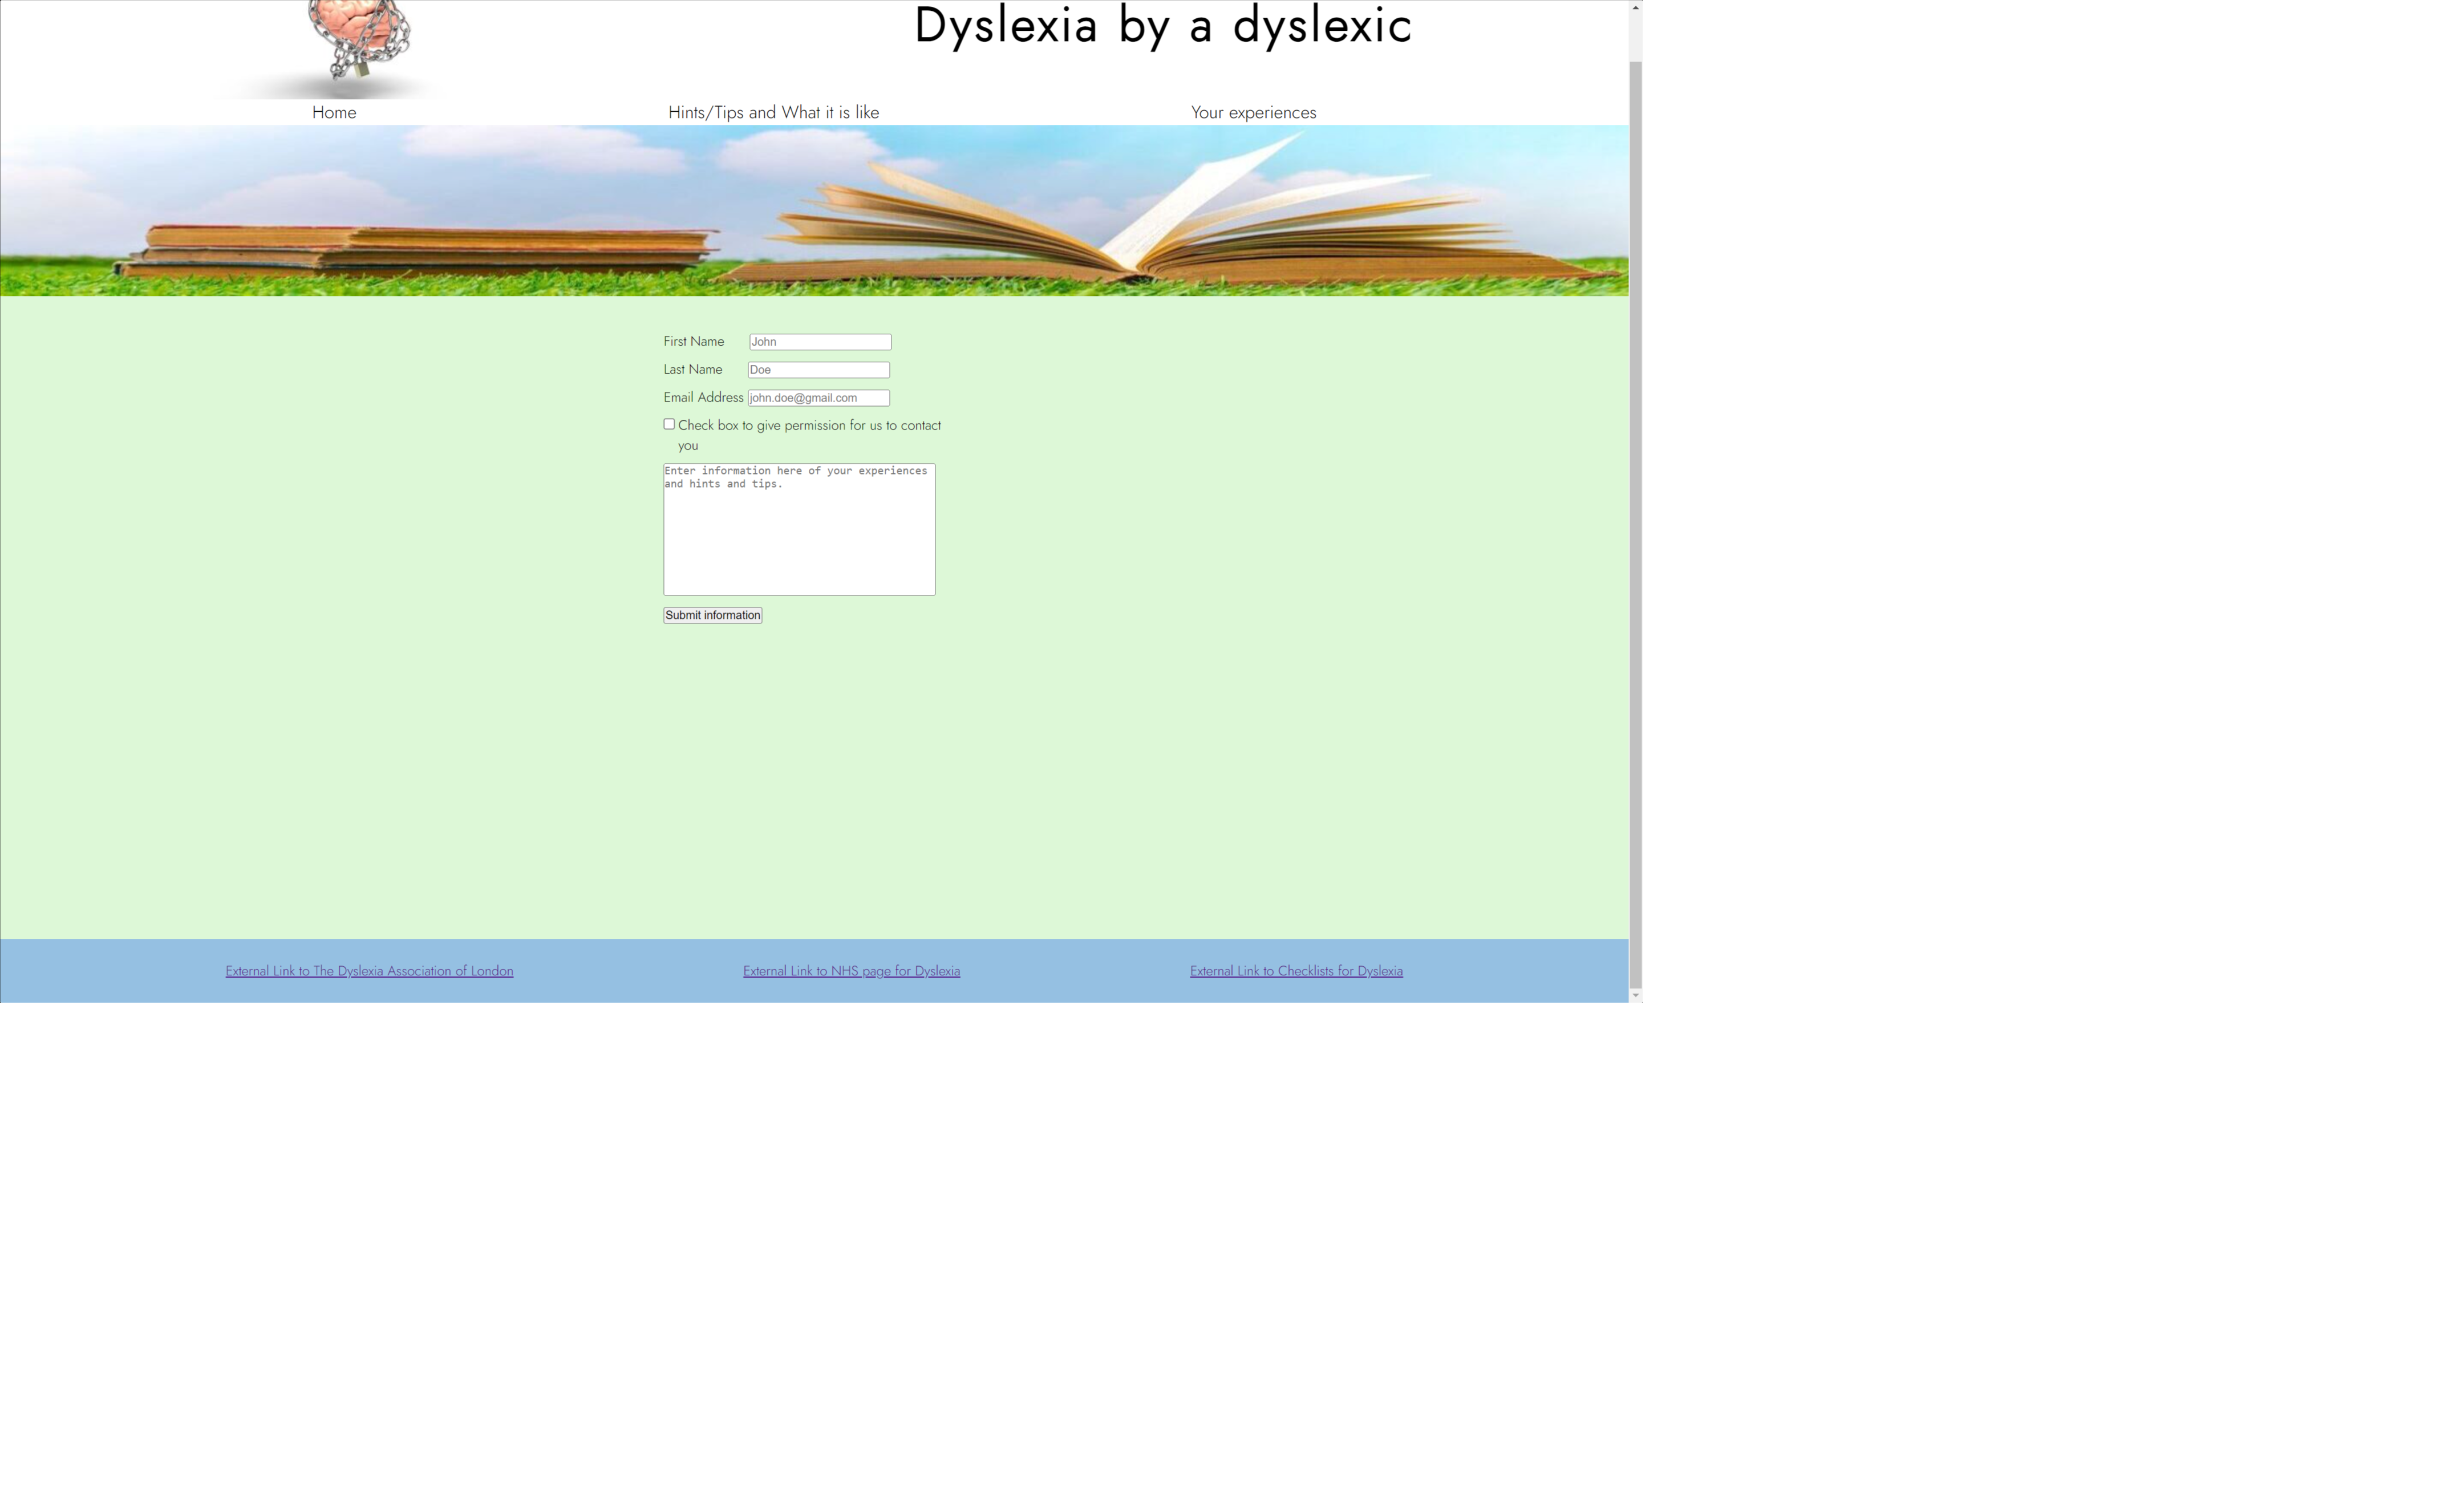 Dyslexia by a dyslexic
Home
Hints/Tips and What it is like
Your experiences
First Name
John
Last Name
Doe
Email Address
john.doe@gmail.com
Check box to give permission for us to contact
you
Enter information here of your experiences
and hints and tips.
Submit information
External Link to The Dyslexia Association of London
External Link to NHS page for Dyslexia
External Link to Checklists for Dyslexia